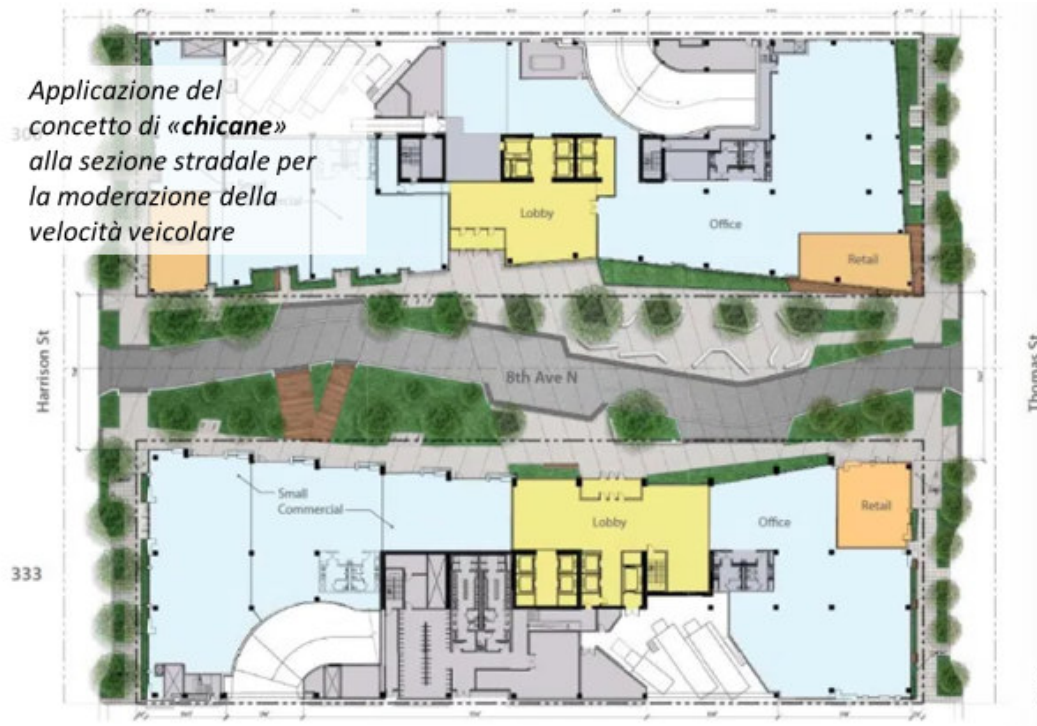 Applicazione del
concetto di «chicane»
alla sezione stradale per
la moderazione della
velocità veicolare
Lobby
Office
Retail
Harrison St
8th Ave N
Thomas St
Small
Commercial
Lobby
Office
Retail
333